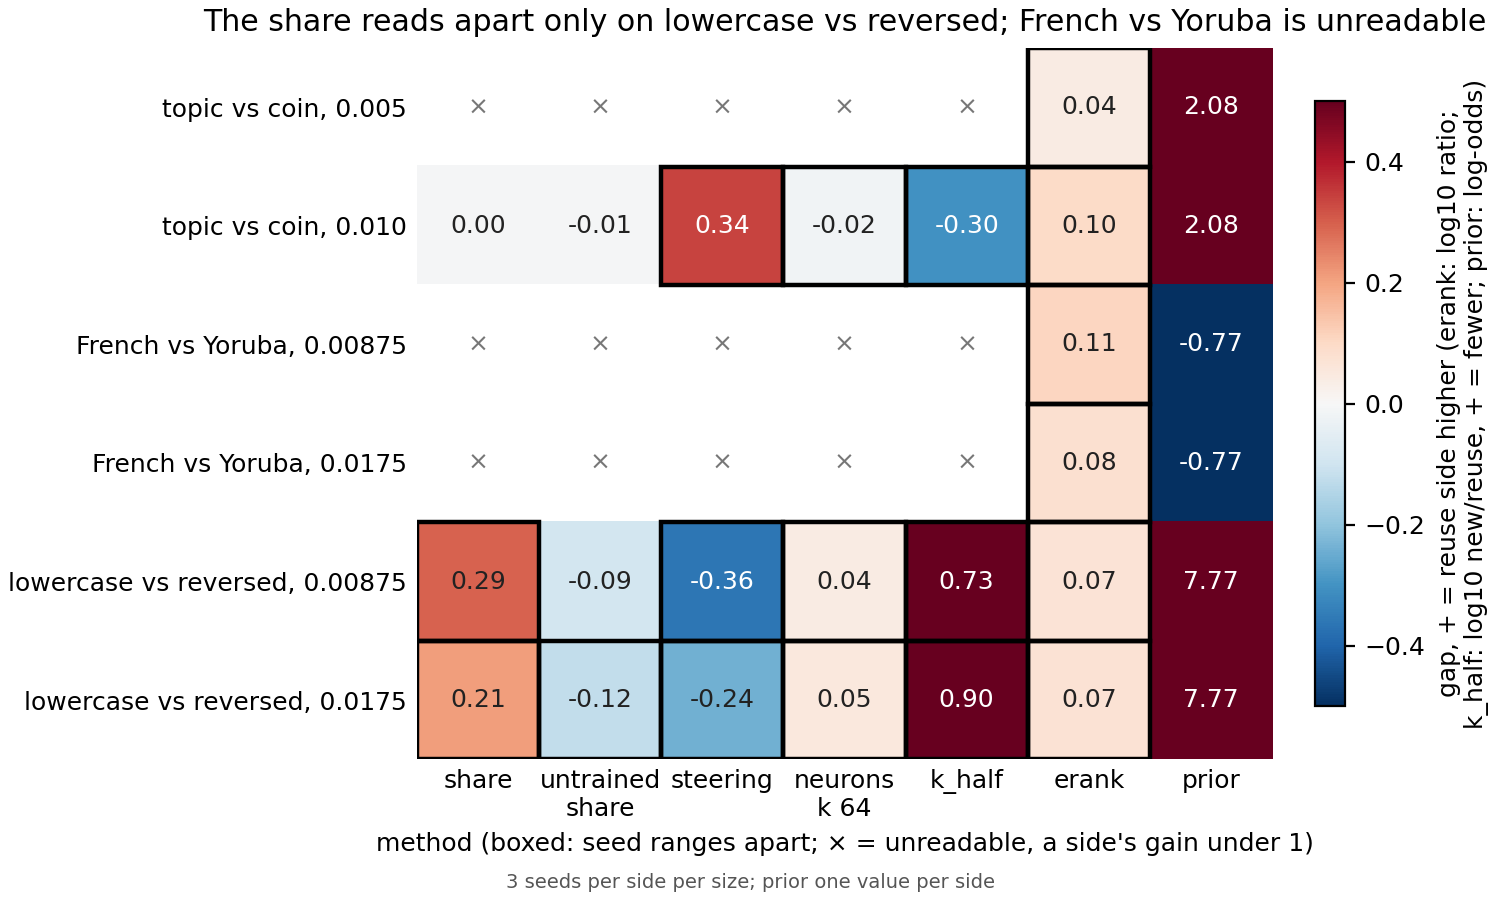 The share reads apart only on lowercase vs reversed; French vs Yoruba is unreadable
topic vs coin, 0.005 × × × × × 0.04 2.08
topic vs coin, 0.010 0.00 -0.01 0.34 -0.02 -0.30 0.10 2.08
French vs Yoruba, 0.00875 × × × × × 0.11 -0.77
French vs Yoruba, 0.0175 × × × × × 0.08 -0.77
lowercase vs reversed, 0.00875 0.29 -0.09 -0.36 0.04 0.73 0.07 7.77
lowercase vs reversed, 0.0175 0.21 -0.12 -0.24 0.05 0.90 0.07 7.77
share untrained steering neurons k_half erank prior
share k 64
method (boxed: seed ranges apart; × = unreadable, a side's gain under 1)
3 seeds per side per size; prior one value per side
0.4
0.2
0.0
−0.2
−0.4
gap, + = reuse side higher (erank: log10 ratio;
k_half: log10 new/reuse, + = fewer; prior: log-odds)